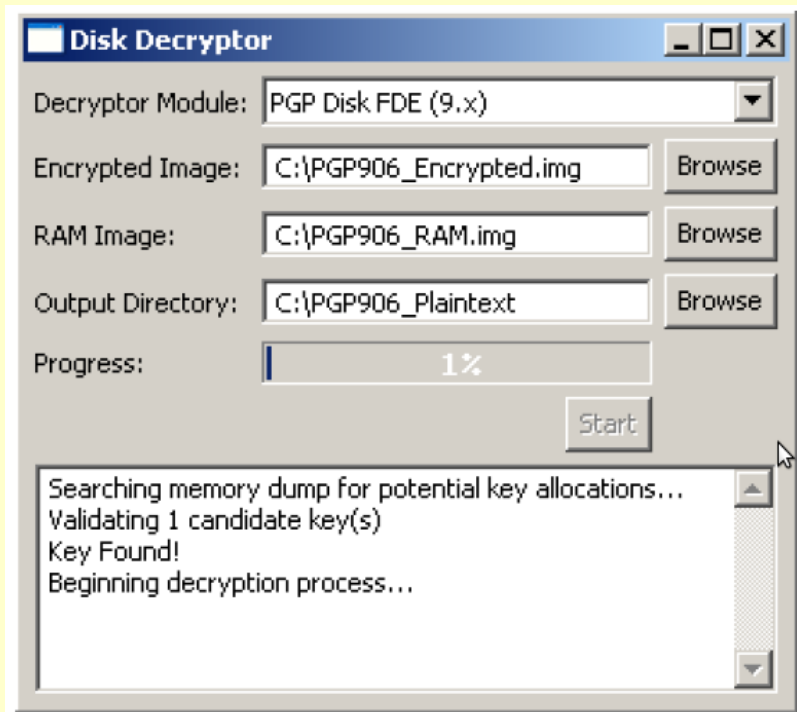 Disk Decryptor
Decryptor Module: PGP Disk FDE (9.x)
Encrypted Image: C:\PGP906_Encrypted.img Browse
RAM Image: C:\PGP906_RAM.img Browse
Output Directory: C:\PGP906_Plaintext Browse
Progress: 1%
Start
Searching memory dump for potential key allocations...
Validating 1 candidate key(s)
Key Found!
Beginning decryption process...